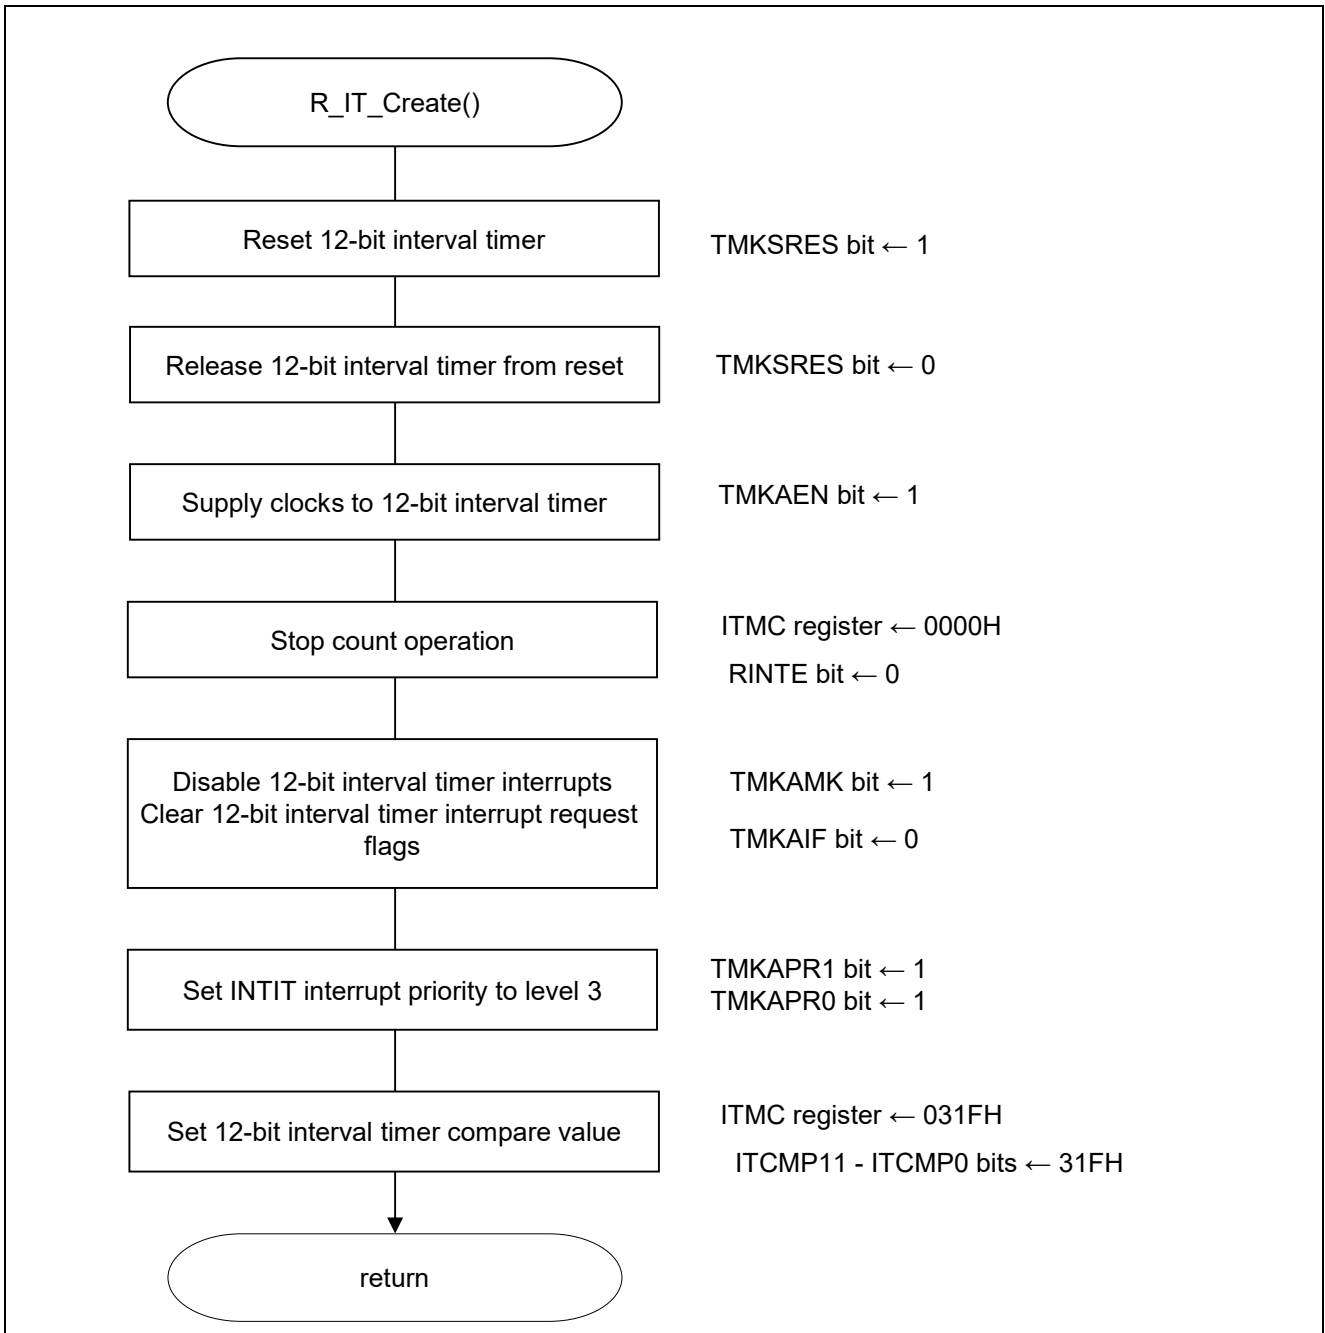 R_IT_Create()
Reset 12-bit interval timer
TMKSRES bit ← 1
Release 12-bit interval timer from reset
TMKSRES bit ← 0
Supply clocks to 12-bit interval timer
TMKAEN bit ← 1
Stop count operation
ITMC register ← 0000H
RINTE bit ← 0
Disable 12-bit interval timer interrupts
Clear 12-bit interval timer interrupt request
flags
TMKAMK bit ← 1
TMKAIF bit ← 0
Set INTIT interrupt priority to level 3
TMKAPR1 bit ← 1
TMKAPR0 bit ← 1
Set 12-bit interval timer compare value
ITMC register ← 031FH
ITCMP11 - ITCMP0 bits ← 31FH
return